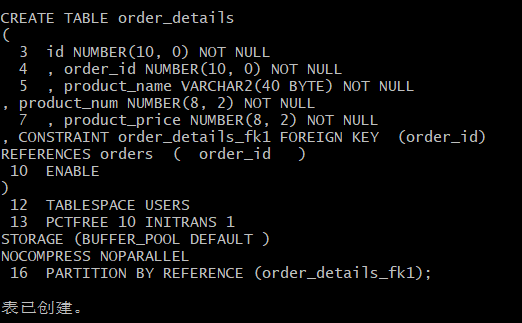 CREATE TABLE order_details
(
3 id NUMBER(10, 0) NOT NULL
4 , order_id NUMBER(10, 0) NOT NULL
5 , product_name VARCHAR2(40 BYTE) NOT NULL
, product_num NUMBER(8, 2) NOT NULL
7 , product_price NUMBER(8, 2) NOT NULL
, CONSTRAINT order_details_fk1 FOREIGN KEY (order_id)
REFERENCES orders ( order_id )
10 ENABLE
)
12 TABLESPACE USERS
13 PCTFREE 10 INITRANS 1
STORAGE (BUFFER_POOL DEFAULT )
NOCOMPRESS NOPARALLEL
16 PARTITION BY REFERENCE (order_details_fk1);
表已创建。